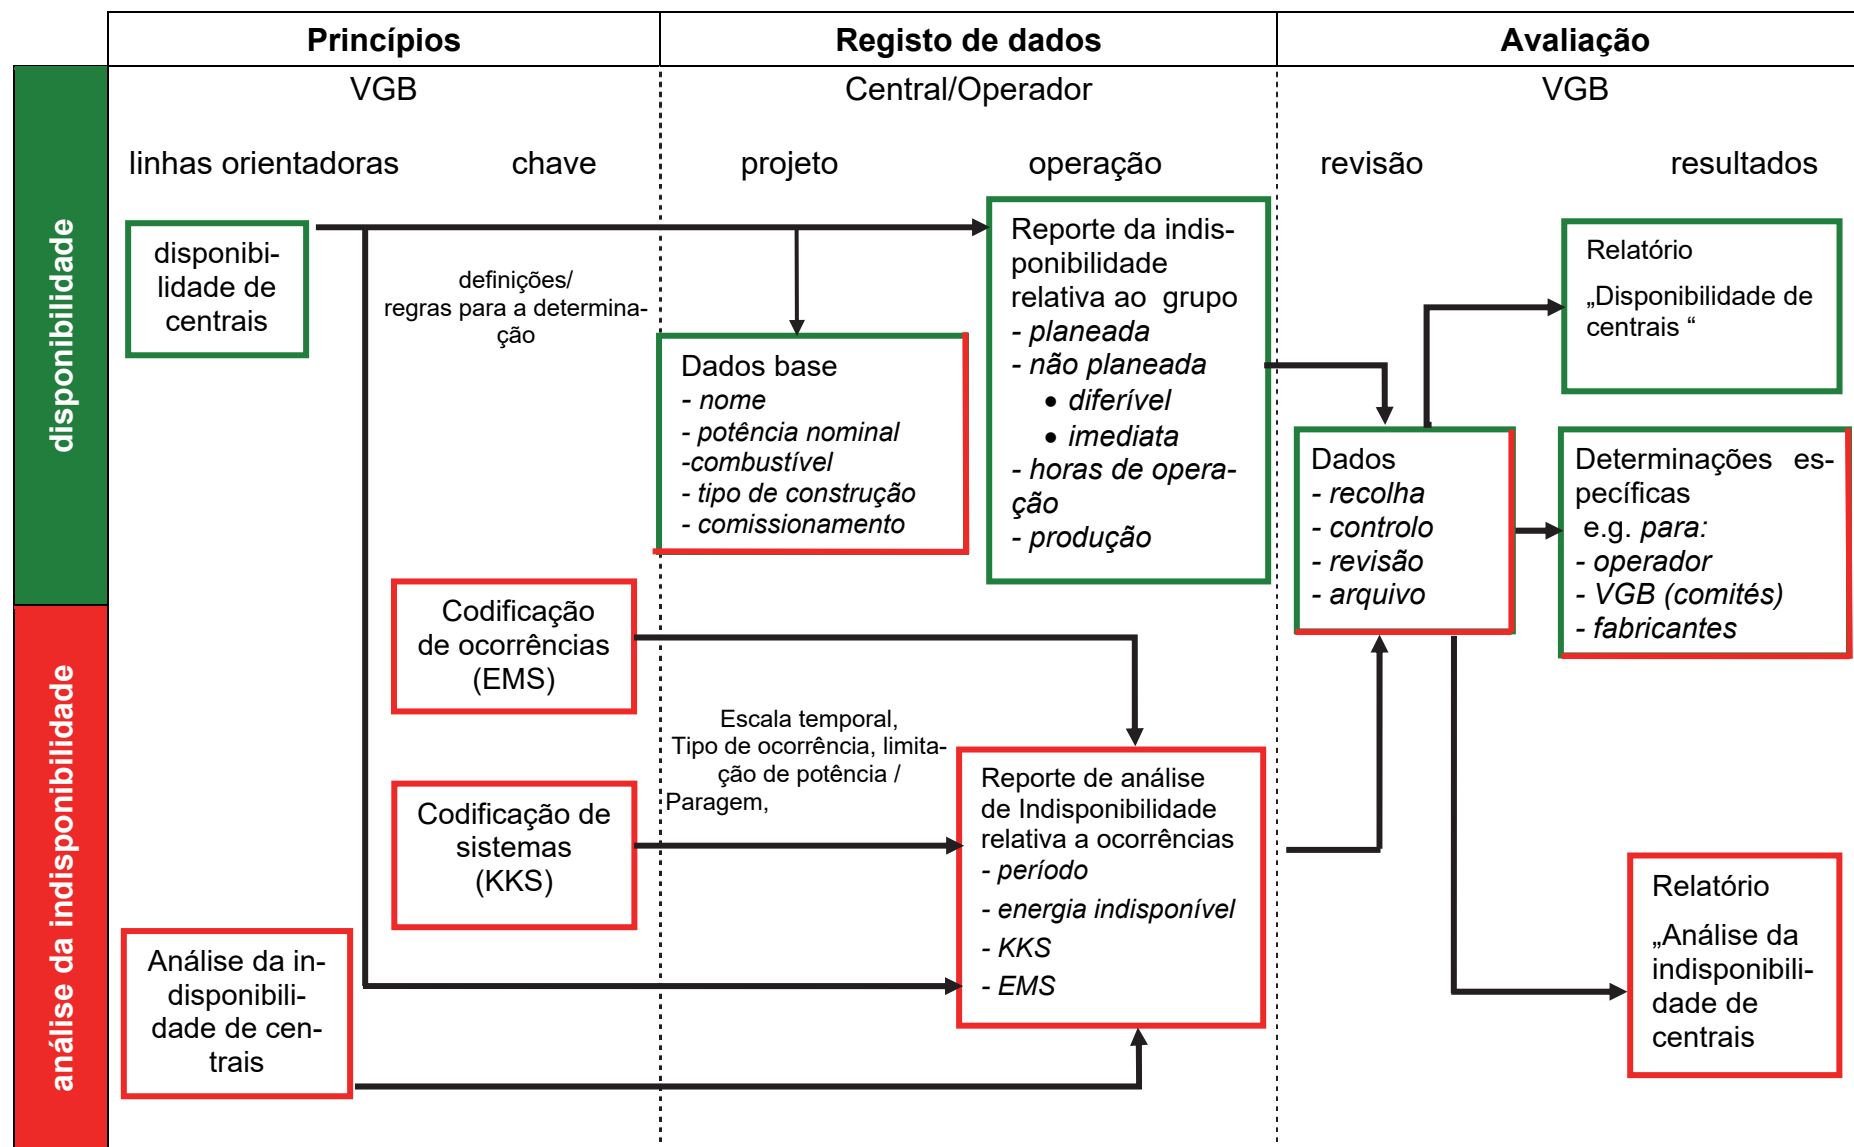 Princípios
Registo de dados
Avaliação
VGB
Central/Operador
VGB
linhas orientadoras
chave
projeto
operação
revisão
resultados
disponibilidade
disponibi-
lidade de
centrais
definições/
regras para a determina-
ção
Dados base
- nome
- potência nominal
-combustível
- tipo de construção
- comissionamento
Reporte da indis-
ponibilidade
relativa ao grupo
- planeada
- não planeada
• diferível
• imediata
- horas de opera-
ção
- produção
Dados
- recolha
- controlo
- revisão
- arquivo
Relatório
„Disponibilidade de
centrais “
Determinações es-
pecíficas
e.g. para:
- operador
- VGB (comités)
- fabricantes
análise da indisponibilidade
Codificação
de ocorrências
(EMS)
Codificação de
sistemas
(KKS)
Análise da in-
disponibili-
dade de cen-
trais
Escala temporal,
Tipo de ocorrência, limita-
ção de potência /
Paragem,
Reporte de análise
de Indisponibilidade
relativa a ocorrências
- período
- energia indisponível
- KKS
- EMS
Relatório
„Análise da
indisponibili-
dade de
centrais